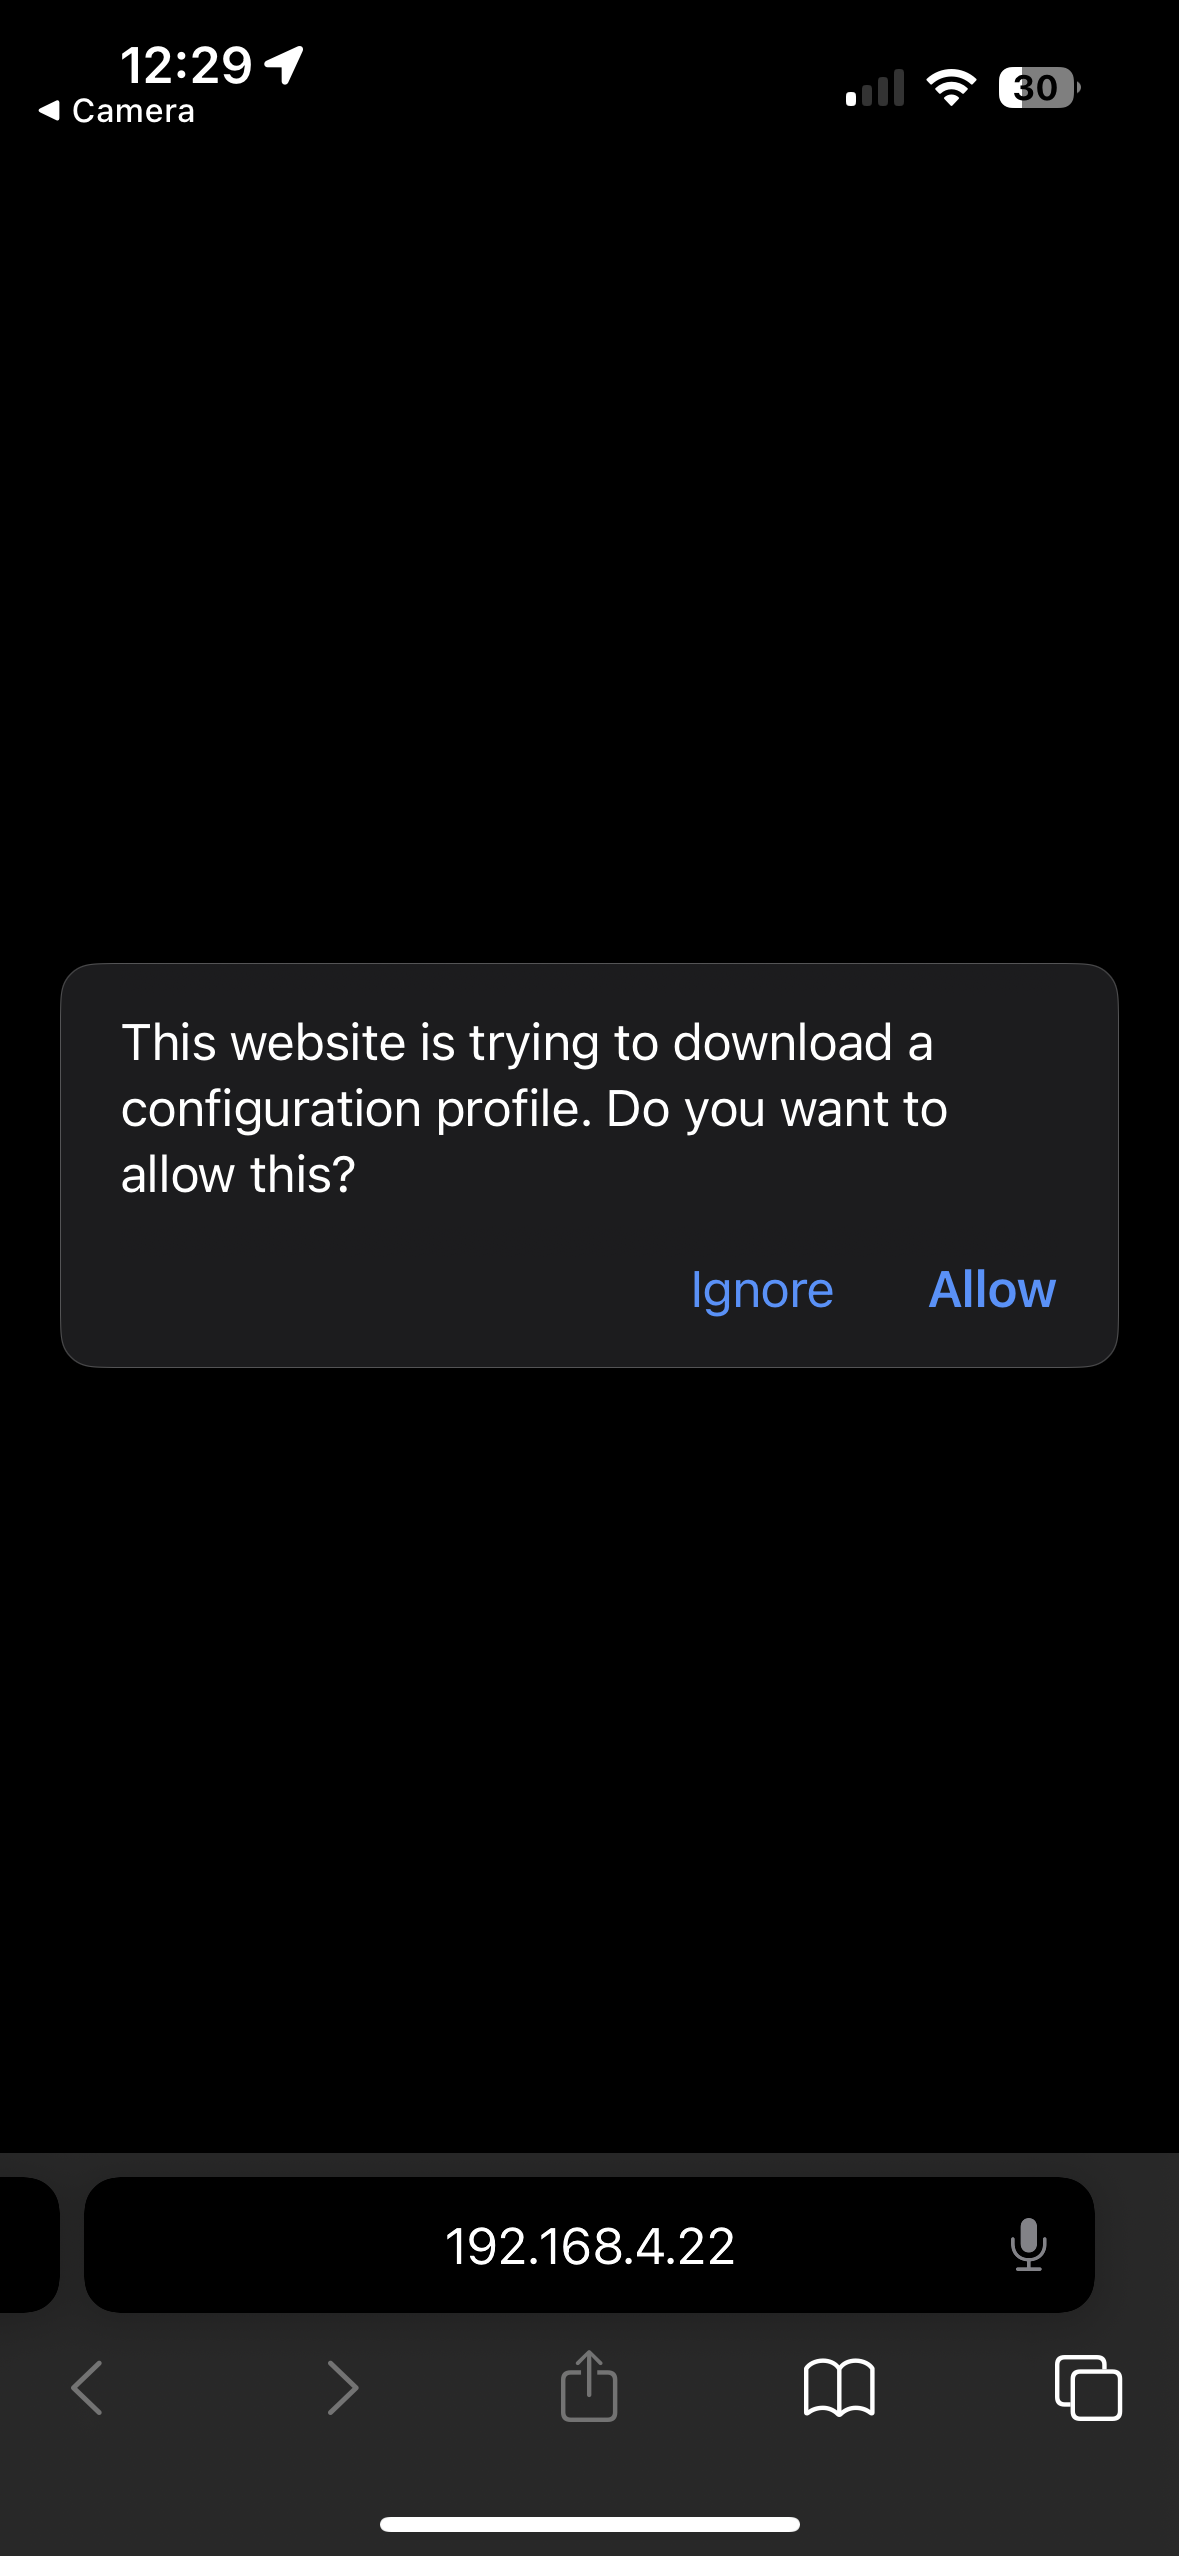 12:29
Camera
30
This website is trying to download a
configuration profile. Do you want to
allow this?
Ignore
Allow
192.168.4.22